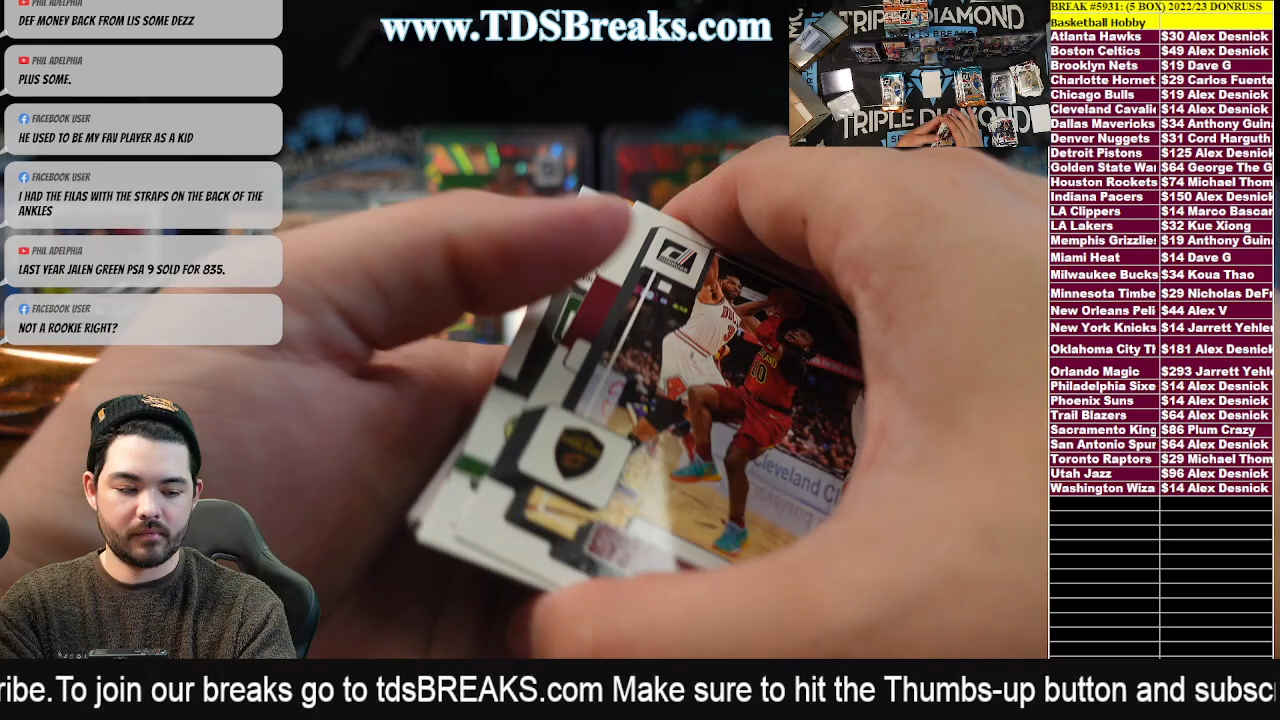 PHIL ADELPHIA
DEF MONEY BACK FROM LIS SOME DEZZ
PHIL ADELPHIA
PLUS SOME.
FACEBOOK USER
HE USED TO BE MY FAV PLAYER AS A KID
FACEBOOK USER
I HAD THE FILAS WITH THE STRAPS ON THE BACK OF THE
ANKLES
PHIL ADELPHIA
LAST YEAR JALEN GREEN PSA 9 SOLD FOR 835.
FACEBOOK USER
NOT A ROOKIE RIGHT?
www.TDSBreaks.com
TRIPLE DIAMOND
TRIPLE DIAMOND
BULLS
3
10
Cleveland Cl
BREAK #5931: (5 BOX) 2022/23 DONRUSS
Basketball Hobby
Atlanta Hawks $30 Alex Desnick
Boston Celtics $49 Alex Desnick
Brooklyn Nets $19 Dave G
Charlotte Hornet $29 Carlos Fuente
Chicago Bulls $19 Alex Desnick
Cleveland Cavali $14 Alex Desnick
Dallas Mavericks $34 Anthony Guin
Denver Nuggets $31 Cord Harguth
Detroit Pistons $125 Alex Desnick
Golden State Wa $64 George The G
Houston Rockets $74 Michael Thom
Indiana Pacers $150 Alex Desnick
LA Clippers $14 Marco Bascar
LA Lakers $32 Kue Xiong
Memphis Grizzlie $19 Anthony Guin
Miami Heat $14 Dave G
Milwaukee Bucks $34 Koua Thao
Minnesota Timbe $29 Nicholas DeFr
New Orleans Peli $44 Alex V
New York Knicks $14 Jarrett Yehle
Oklahoma City Th $181 Alex Desnick
Orlando Magic $293 Jarrett Yehl
Philadelphia Sixe $14 Alex Desnick
Phoenix Suns $14 Alex Desnick
Trail Blazers $64 Alex Desnick
Sacramento King $86 Plum Crazy
San Antonio Spur $64 Alex Desnick
Toronto Raptors $29 Michael Thom
Utah Jazz $96 Alex Desnick
Washington Wiza $14 Alex Desnick
ribe.To join our breaks go to tdsBREAKS.com Make sure to hit the Thumbs-up button and subsc